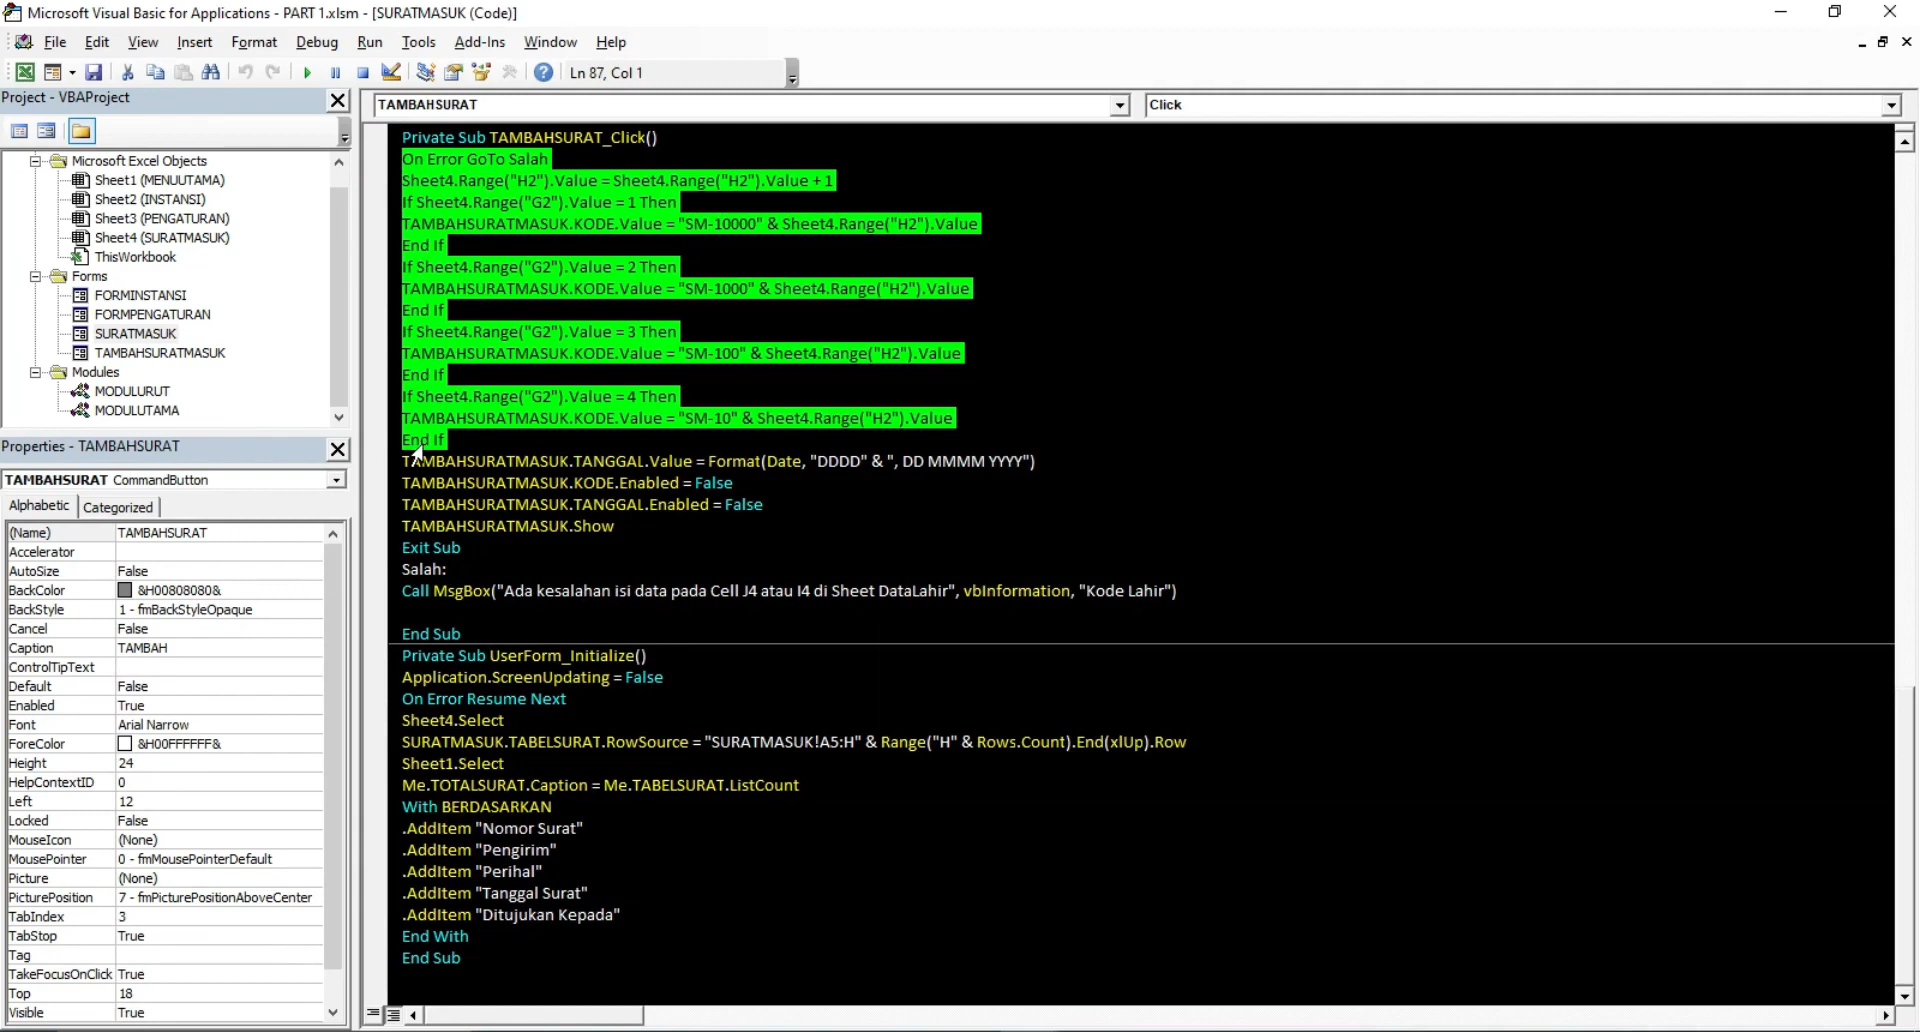 Microsoft Visual Basic for Applications - PART 1.xlsm - [SURATMASUK (Code)]
File Edit View Insert Format Debug Run Tools Add-Ins Window Help
Ln 87, Col 1
Project - VBAProject
Microsoft Excel Objects
Sheet1 (MENUUTAMA)
Sheet2 (INSTANSI)
Sheet3 (PENGATURAN)
Sheet4 (SURATMASUK)
ThisWorkbook
Forms
FORMINSTANSI
FORMPENGATURAN
SURATMASUK
TAMBAHSURATMASUK
Modules
MODULURUT
MODULUTAMA
Properties - TAMBAHSURAT
TAMBAHSURAT CommandButton
Alphabetic Categorized
(Name) TAMBAHSURAT
Accelerator
AutoSize False
BackColor &H00808080&
BackStyle 1 - fmBackStyleOpaque
Cancel False
Caption TAMBAH
ControlTipText
Default False
Enabled True
Font Arial Narrow
ForeColor &H00FFFFFF&
Height 24
HelpContextID 0
Left 12
Locked False
MouseIcon (None)
MousePointer 0 - fmMousePointerDefault
Picture (None)
PicturePosition 7 - fmPicturePositionAboveCenter
TabIndex 3
TabStop True
Tag
TakeFocusOnClick True
Top 18
Visible True
TAMBAHSURAT Click
Private Sub TAMBAHSURAT_Click()
On Error GoTo Salah
Sheet4.Range("H2").Value = Sheet4.Range("H2").Value + 1
If Sheet4.Range("G2").Value = 1 Then
TAMBAHSURATMASUK.KODE.Value = "SM-10000" & Sheet4.Range("H2").Value
End If
If Sheet4.Range("G2").Value = 2 Then
TAMBAHSURATMASUK.KODE.Value = "SM-1000" & Sheet4.Range("H2").Value
End If
If Sheet4.Range("G2").Value = 3 Then
TAMBAHSURATMASUK.KODE.Value = "SM-100" & Sheet4.Range("H2").Value
End If
If Sheet4.Range("G2").Value = 4 Then
TAMBAHSURATMASUK.KODE.Value = "SM-10" & Sheet4.Range("H2").Value
End If
TAMBAHSURATMASUK.TANGGAL.Value = Format(Date, "DDDD" & ", DD MMMM YYYY")
TAMBAHSURATMASUK.KODE.Enabled = False
TAMBAHSURATMASUK.TANGGAL.Enabled = False
TAMBAHSURATMASUK.Show
Exit Sub
Salah:
Call MsgBox("Ada kesalahan isi data pada Cell J4 atau I4 di Sheet DataLahir", vbInformation, "Kode Lahir")
End Sub
Private Sub UserForm_Initialize()
Application.ScreenUpdating = False
On Error Resume Next
Sheet4.Select
SURATMASUK.TABELSURAT.RowSource = "SURATMASUK!A5:H" & Range("H" & Rows.Count).End(xlUp).Row
Sheet1.Select
Me.TOTALSURAT.Caption = Me.TABELSURAT.ListCount
With BERDASARKAN
.AddItem "Nomor Surat"
.AddItem "Pengirim"
.AddItem "Perihal"
.AddItem "Tanggal Surat"
.AddItem "Ditujukan Kepada"
End With
End Sub